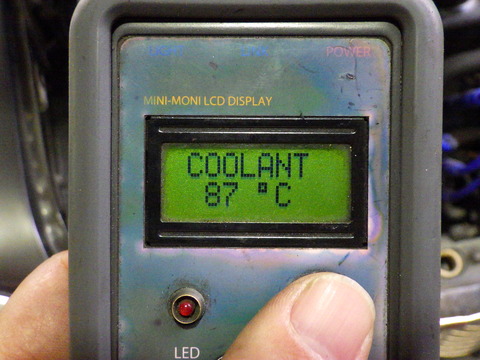 POWER
MINI-MONI LCD DISPLAY
COOLANT
87 °C
LED